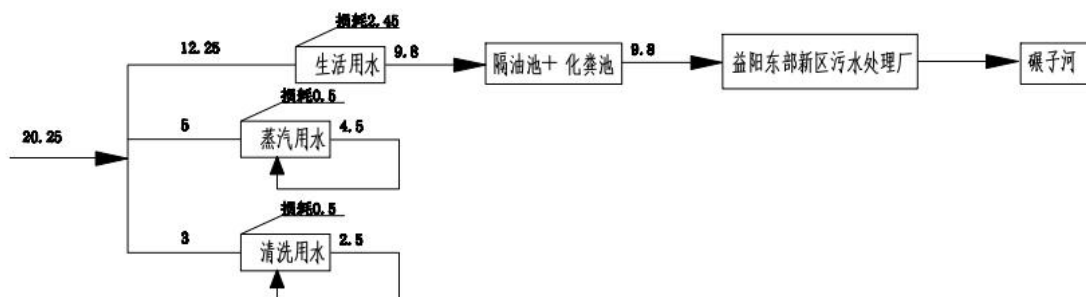 损耗2.45
12.25
生活用水
9.8
隔油池+ 化粪池
9.8
益阳东部新区污水处理厂
碾子河
损耗0.5
20.25
5
蒸汽用水
4.5
损耗0.5
3
清洗用水
2.5